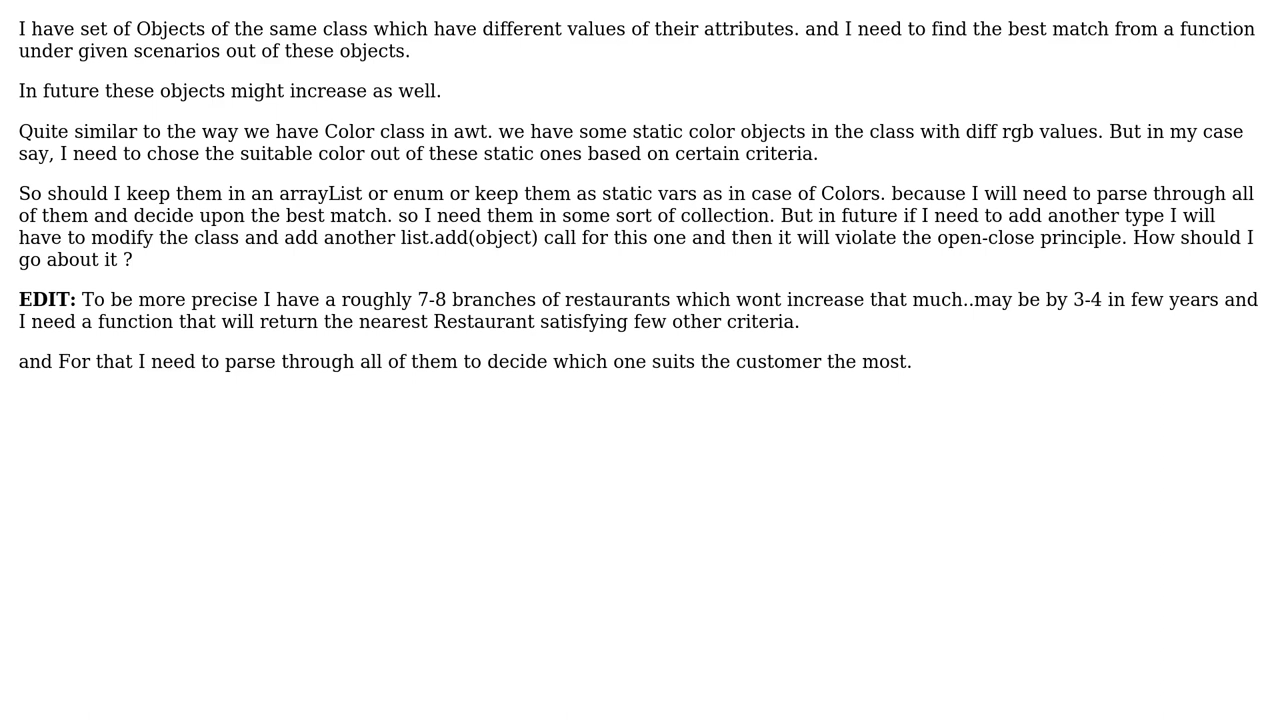 I have set of Objects of the same class which have different values of their attributes. and I need to find the best match from a function
under given scenarios out of these objects.
In future these objects might increase as well.
Quite similar to the way we have Color class in awt. we have some static color objects in the class with diff rgb values. But in my case
say, I need to chose the suitable color out of these static ones based on certain criteria.
So should I keep them in an arrayList or enum or keep them as static vars as in case of Colors. because I will need to parse through all
of them and decide upon the best match. so I need them in some sort of collection. But in future if I need to add another type I will
have to modify the class and add another list.add(object) call for this one and then it will violate the open-close principle. How should I
go about it ?
EDIT: To be more precise I have a roughly 7-8 branches of restaurants which wont increase that much..may be by 3-4 in few years and
I need a function that will return the nearest Restaurant satisfying few other criteria.
and For that I need to parse through all of them to decide which one suits the customer the most.